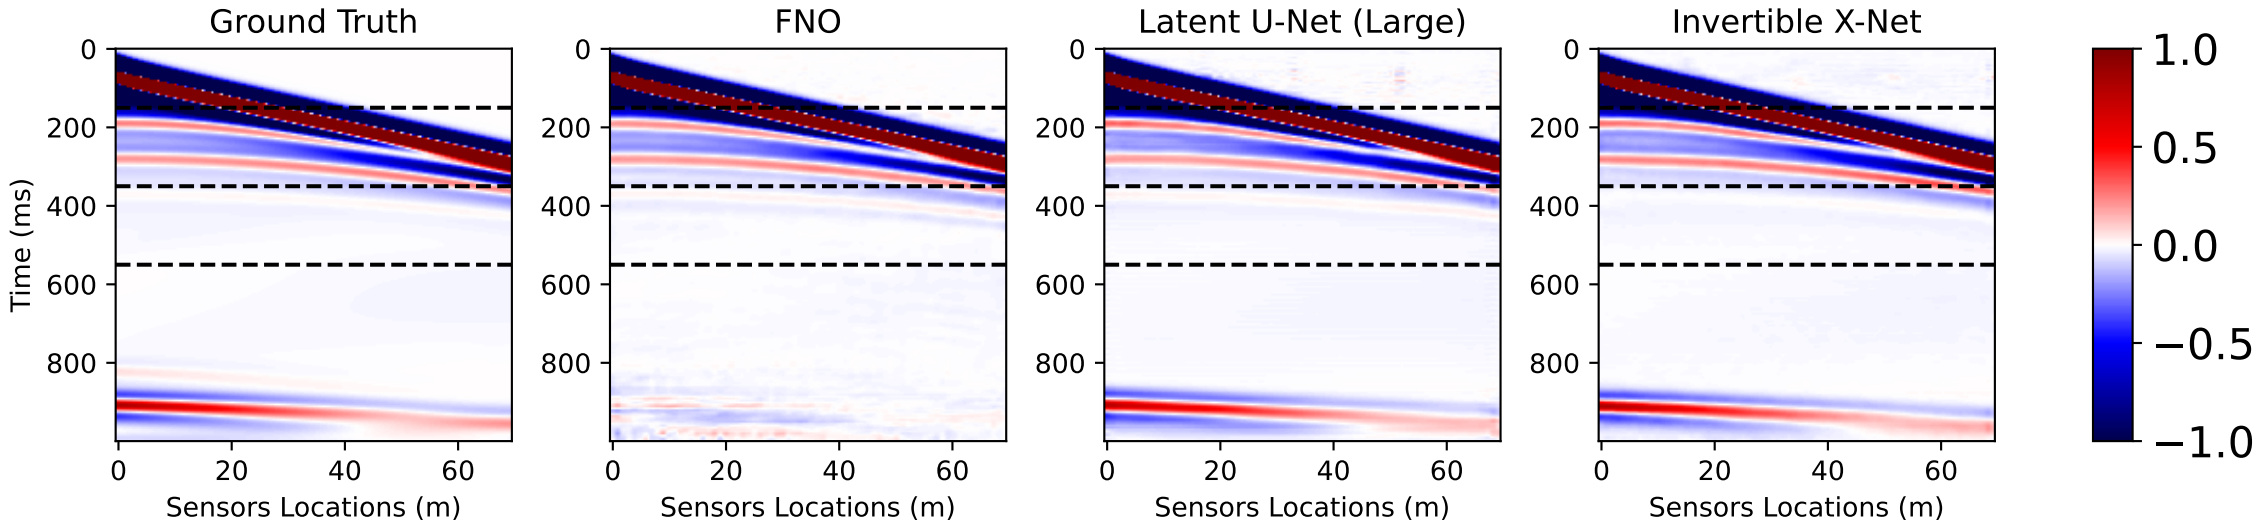 Ground Truth
FNO
Latent U-Net (Large)
Invertible X-Net
Time (ms)
0
200
400
600
800
0
200
400
600
800
0
200
400
600
800
0
200
400
600
800
0 20 40 60
0 20 40 60
0 20 40 60
0 20 40 60
Sensors Locations (m)
Sensors Locations (m)
Sensors Locations (m)
Sensors Locations (m)
1.0
0.5
0.0
−0.5
−1.0